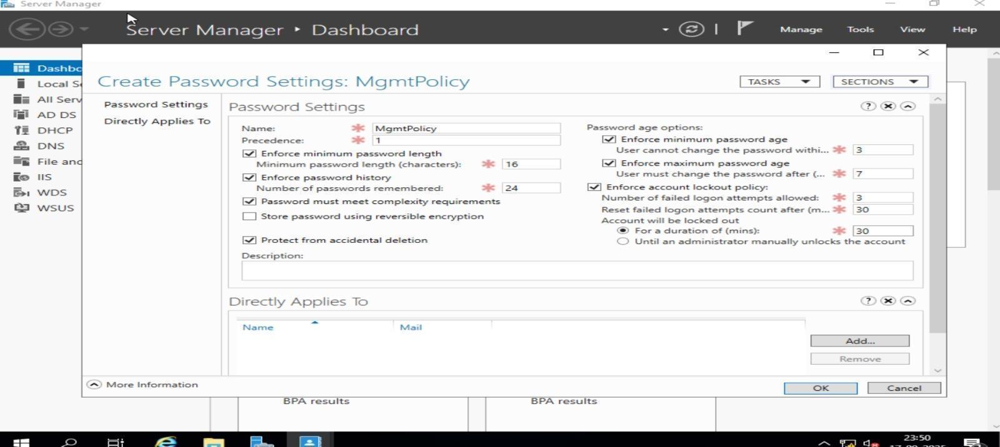 Server Manager
Server Manager ‣ Dashboard
Manage Tools View Help
Dashbo
Local Se
All Serv
AD DS
DHCP
DNS
File and
IIS
WDS
WSUS
Create Password Settings: MgmtPolicy
TASKS
SECTIONS
Password Settings
Directly Applies To
Password Settings
Name: * MgmtPolicy
Precedence: * 1
Enforce minimum password length
Minimum password length (characters): * 16
Enforce password history
Number of passwords remembered: * 24
Password must meet complexity requirements
Store password using reversible encryption
Protect from accidental deletion
Description:
Password age options:
Enforce minimum password age
User cannot change the password withi... * 3
Enforce maximum password age
User must change the password after (... * 7
Enforce account lockout policy:
Number of failed logon attempts allowed: * 3
Reset failed logon attempts count after (m... * 30
Account will be locked out
For a duration of (mins): * 30
Until an administrator manually unlocks the account
Directly Applies To
Name Mail
Add...
Remove
More Information
OK Cancel
BPA results
BPA results
23:50